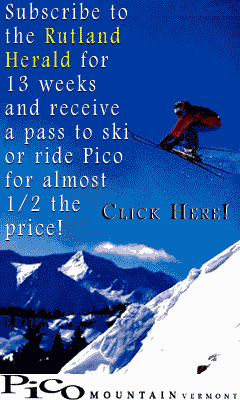 Subscribe to
the Rutland
Herald for
13 weeks
and receive
a pass to ski
or ride Pico
for almost
1/2 the
price!
Click Here!
Pico MOUNTAIN VERMONT